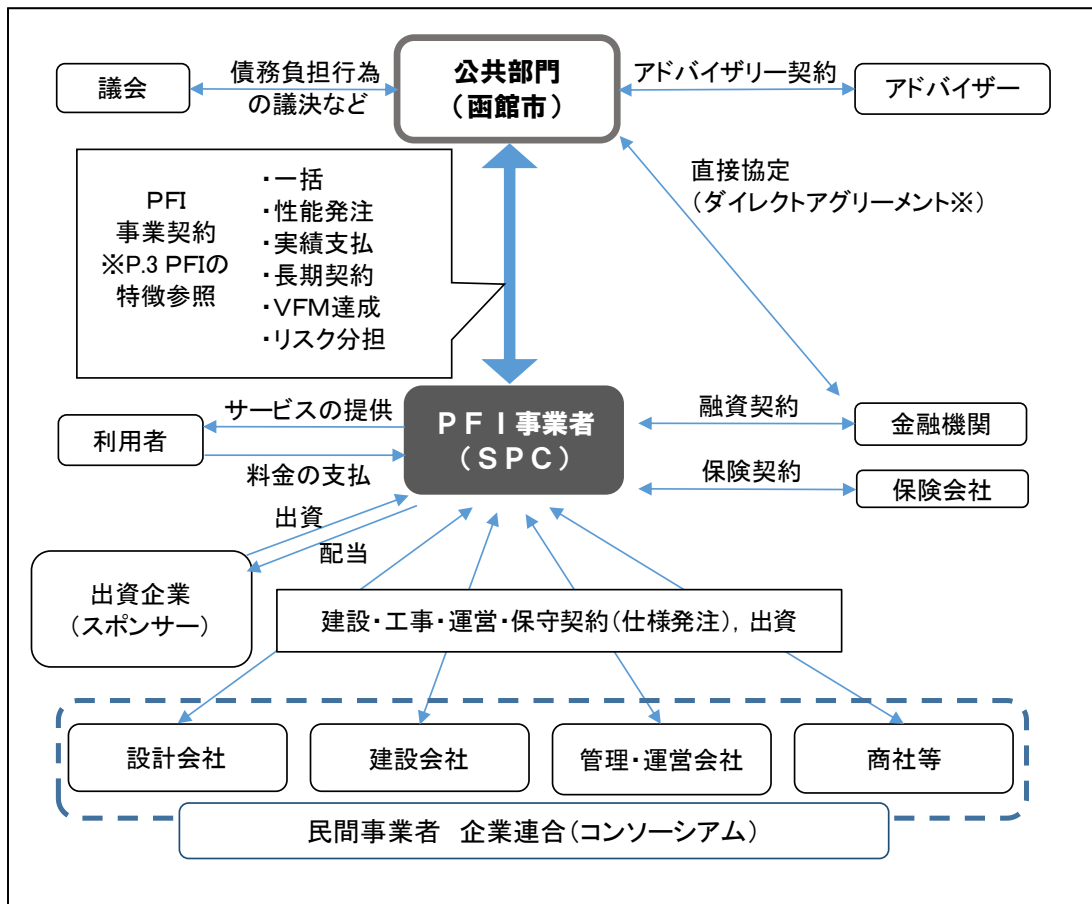 議会
債務負担行為
の議決など
公共部門
(函館市)
アドバイザリー契約
アドバイザー
PFI
事業契約
※P.3 PFIの
特徴参照
・一括
・性能発注
・実績支払
・長期契約
・VFM達成
・リスク分担
直接協定
(ダイレクトアグリーメント※)
サービスの提供
利用者
料金の支払
PFI事業者
(SPC)
融資契約
金融機関
保険契約
保険会社
出資
配当
出資企業
(スポンサー)
建設・工事・運営・保守契約(仕様発注),出資
設計会社
建設会社
管理・運営会社
商社等
民間事業者 企業連合(コンソーシアム)